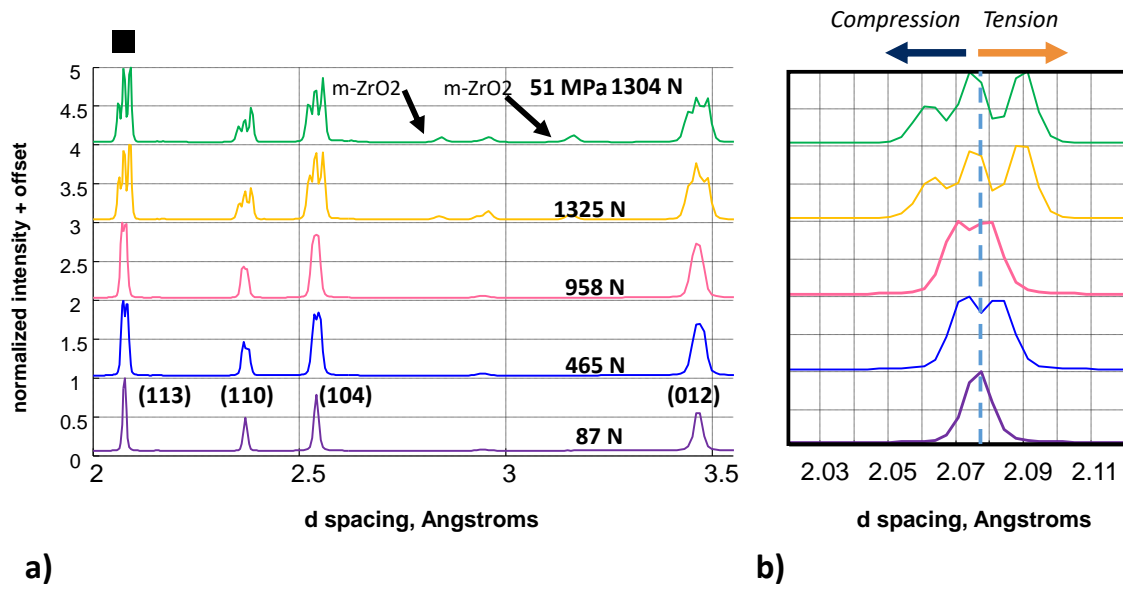 Compression Tension
5
4.5
4
3.5
3
2.5
2
1.5
1
0.5
0
normalized intensity + offset
m-ZrO2 m-ZrO2 51 MPa 1304 N
1325 N
958 N
465 N
(113) (110) (104) (012)
87 N
2 2.5 3 3.5
d spacing, Angstroms
2.03 2.05 2.07 2.09 2.11
d spacing, Angstroms
a) b)